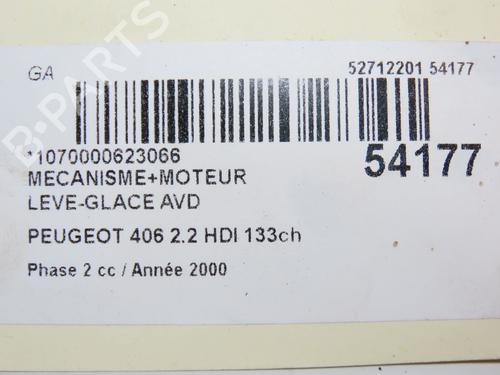 GA
52712201 54177
*1070000623066
54177
MECANISME+MOTEUR
LEVE-GLACE AVD
PEUGEOT 406 2.2 HDI 133ch
Phase 2 cc / Année 2000
B-PARTS